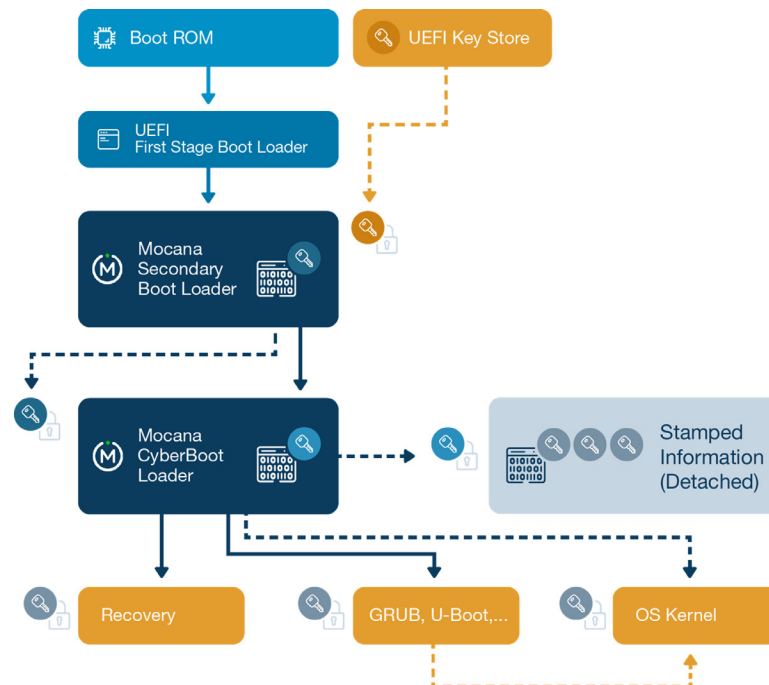 Boot ROM
UEFI Key Store
UEFI
First Stage Boot Loader
Mocana
Secondary
Boot Loader
Mocana
CyberBoot
Loader
Stamped
Information
(Detached)
Recovery
GRUB, U-Boot,...
OS Kernel